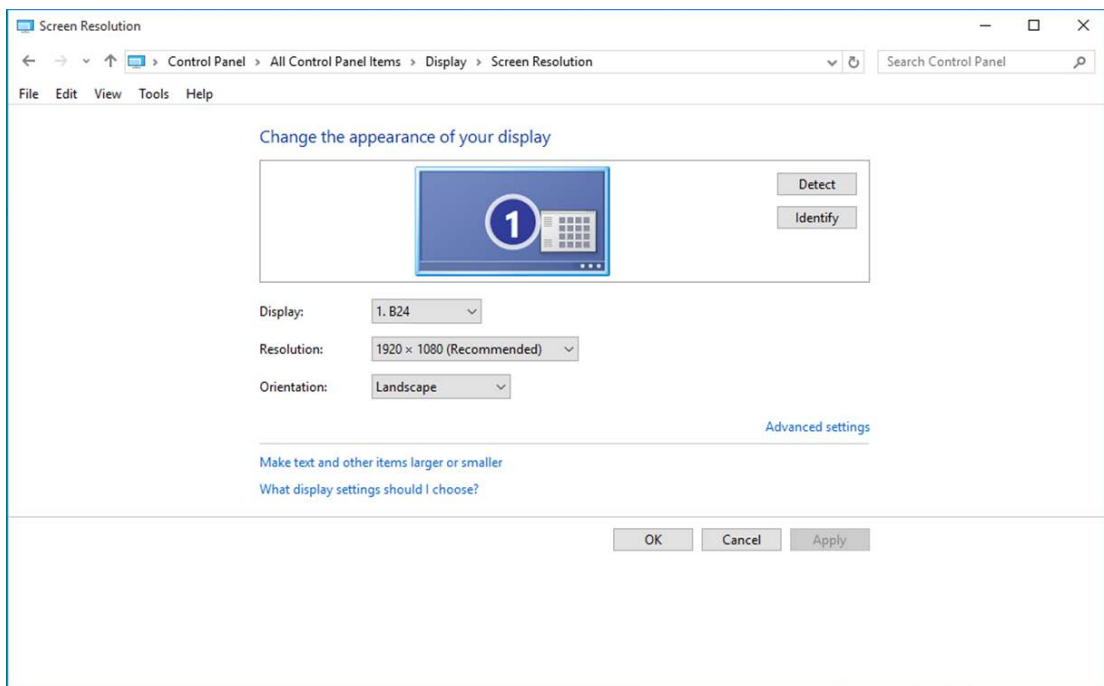 Screen Resolution
Control Panel > All Control Panel Items > Display > Screen Resolution
Search Control Panel
File Edit View Tools Help
Change the appearance of your display
1
Detect
Identify
Display: 1. B24
Resolution: 1920 × 1080 (Recommended)
Orientation: Landscape
Advanced settings
Make text and other items larger or smaller
What display settings should I choose?
OK Cancel Apply